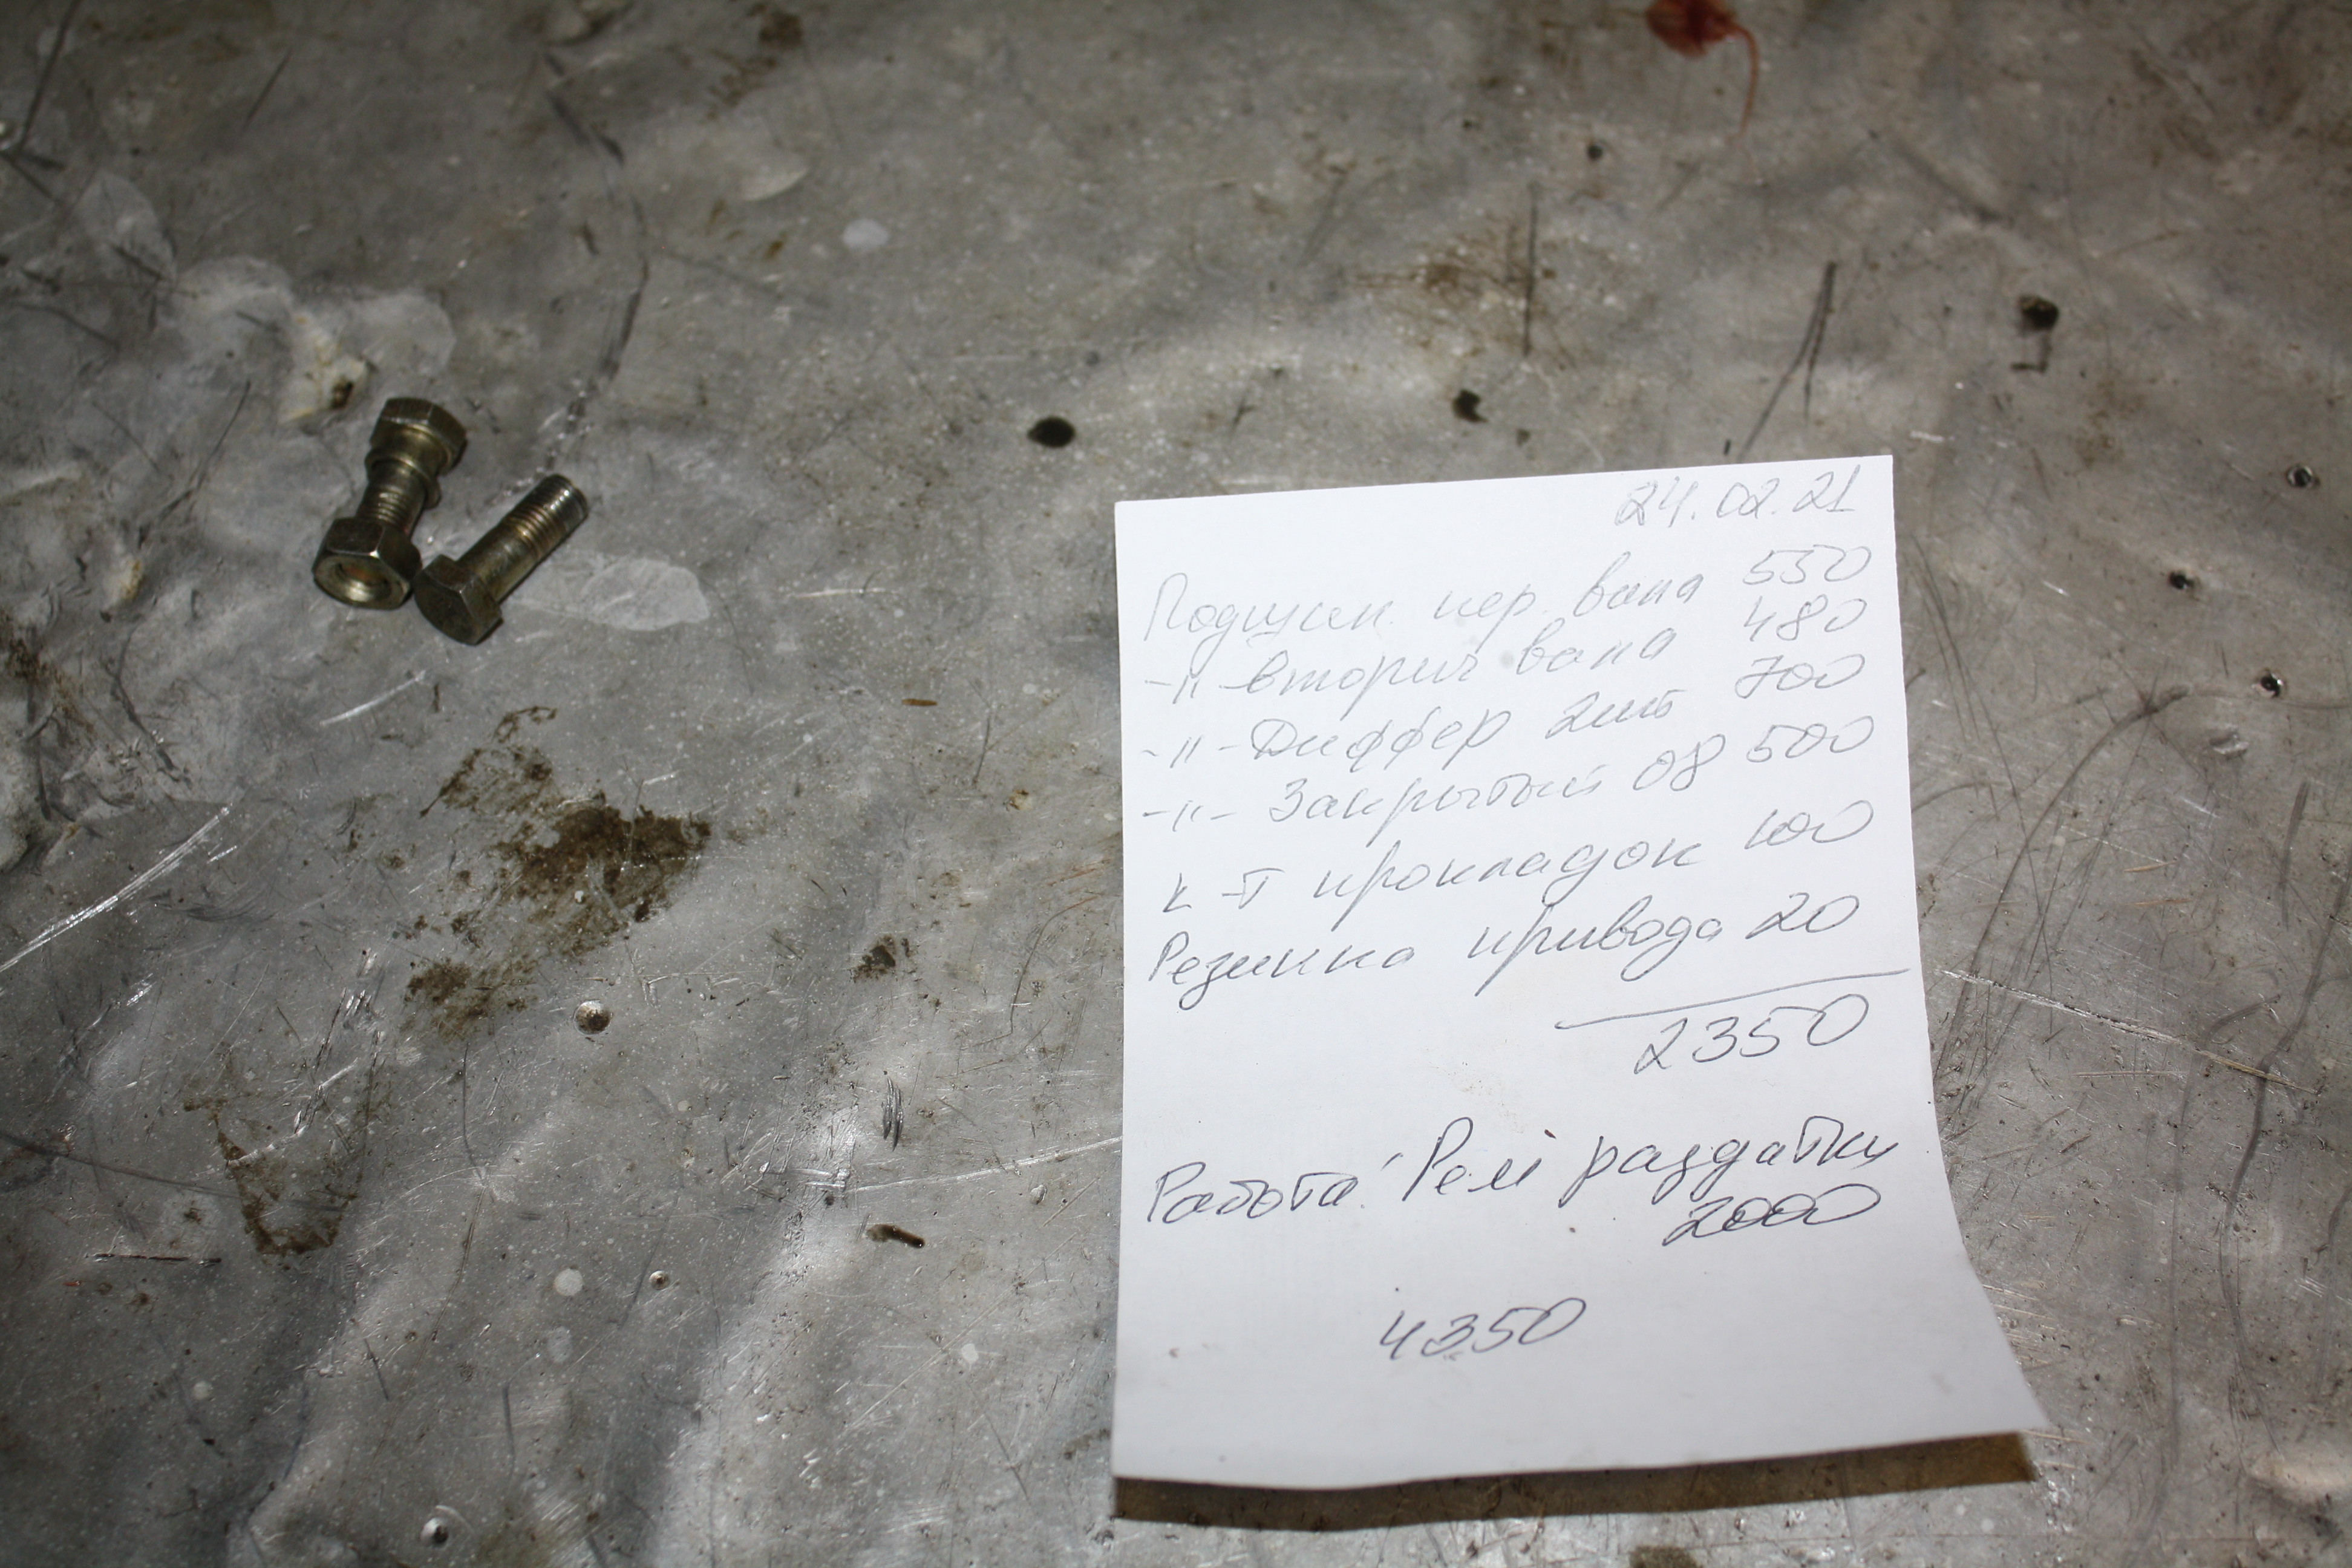 24.02.21
Подшип. пер. вала 550
-"- вторич вала 480
-"- Диффер 2шт 700
-"- Закрытый 08 500
к-т прокладок 100
Резинка привода 20
2350
Работа: Рем раздатки
2000
4350